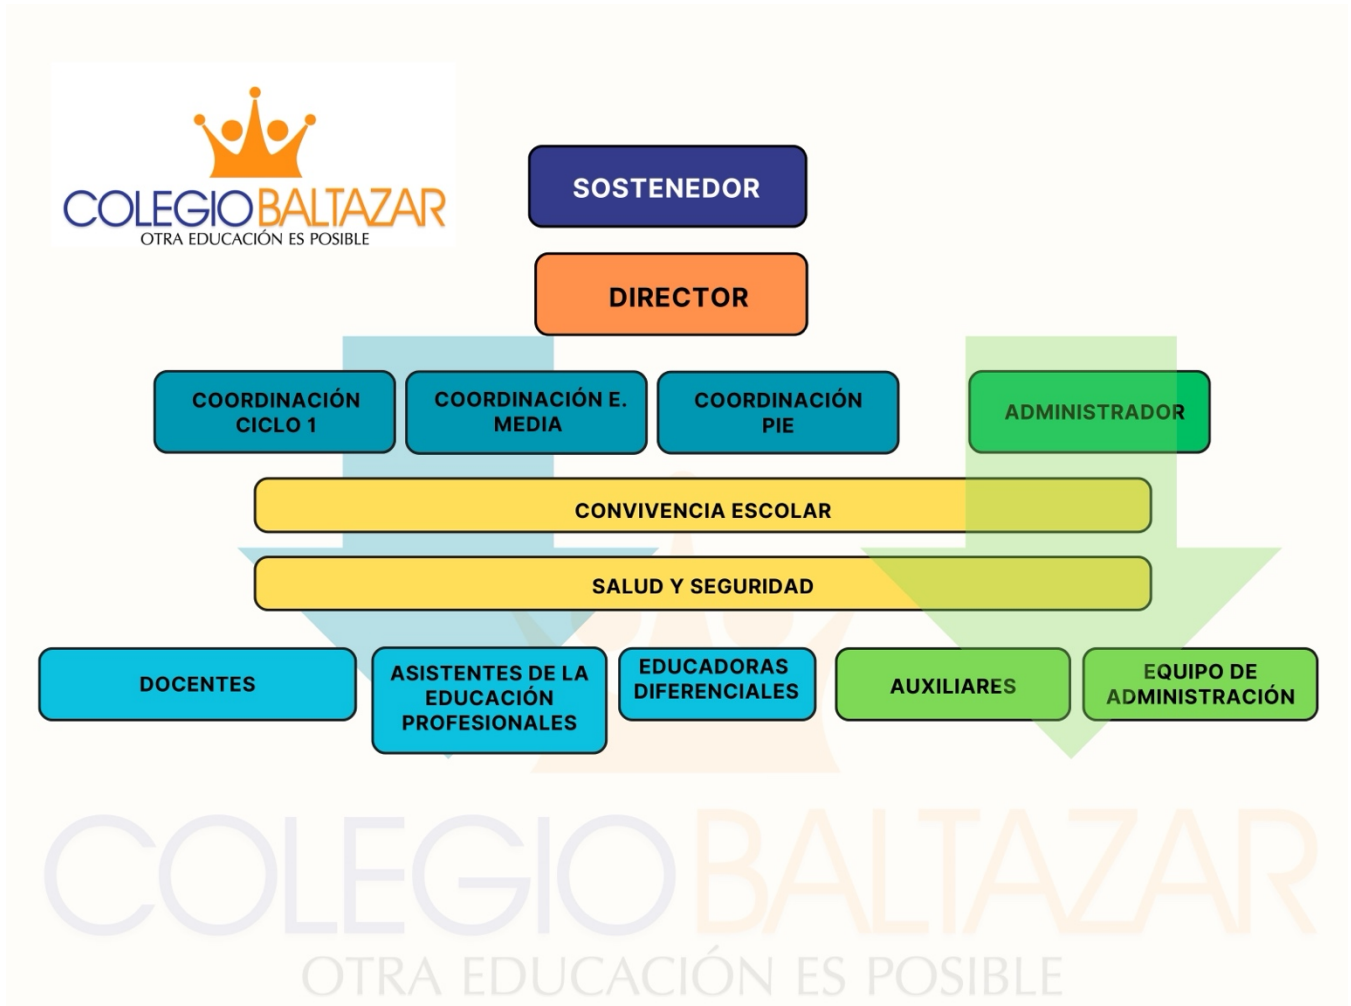 COLEGIO BALTAZAR
OTRA EDUCACIÓN ES POSIBLE
SOSTENEDOR
DIRECTOR
COORDINACIÓN
CICLO 1
COORDINACIÓN E.
MEDIA
COORDINACIÓN
PIE
ADMINISTRADOR
CONVIVENCIA ESCOLAR
SALUD Y SEGURIDAD
DOCENTES
ASISTENTES DE LA
EDUCACIÓN
PROFESIONALES
EDUCADORAS
DIFERENCIALES
AUXILIARES
EQUIPO DE
ADMINISTRACIÓN
COLEGIO BALTAZAR
OTRA EDUCACIÓN ES POSIBLE